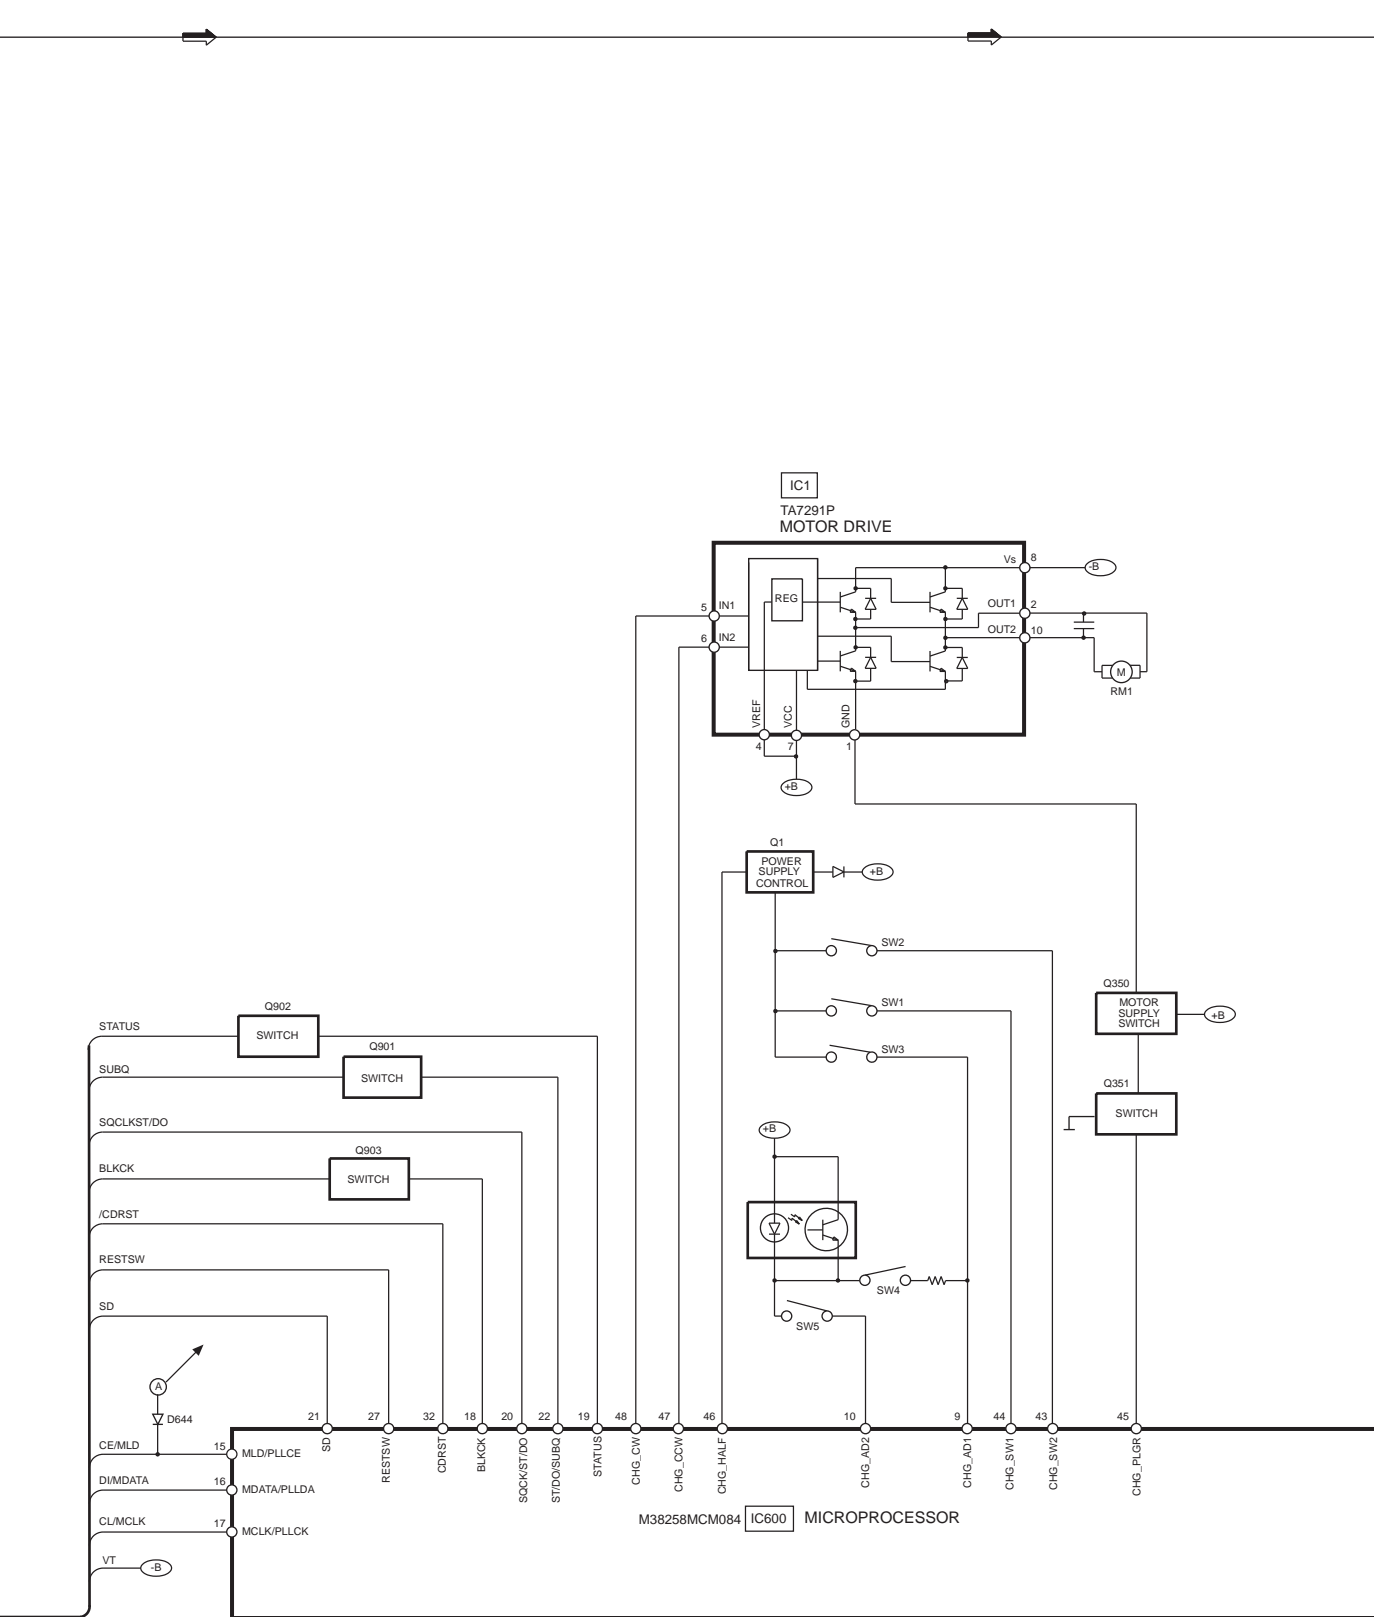 IC1
TA7291P
MOTOR DRIVE
Vs
8
-B
REG
OUT1
2
5
IN1
OUT2
10
6
IN2
M
RM1
VREF
VCC
GND
4
7
1
+B
Q1
POWER
SUPPLY
CONTROL
+B
SW2
Q350
MOTOR
SUPPLY
SWITCH
+B
SW1
SW3
Q902
STATUS
SWITCH
Q901
SUBQ
SWITCH
Q351
SWITCH
SQCLKST/DO
+B
Q903
BLKCK
SWITCH
/CDRST
RESTSW
SW4
SD
SW5
A
D644
21
27
32
18
20
22
19
48
47
46
10
9
44
43
45
SD
RESTSW
CDRST
BLKCK
SQCK/ST/DO
ST/DO/SUBQ
STATUS
CHG_CW
CHG_CCW
CHG_HALF
CHG_AD2
CHG_AD1
CHG_SW1
CHG_SW2
CHG_PLGR
CE/MLD
15
MLD/PLLCE
DI/MDATA
16
MDATA/PLLDA
CL/MCLK
17
MCLK/PLLCK
M38258MCM084
IC600
MICROPROCESSOR
VT
-B